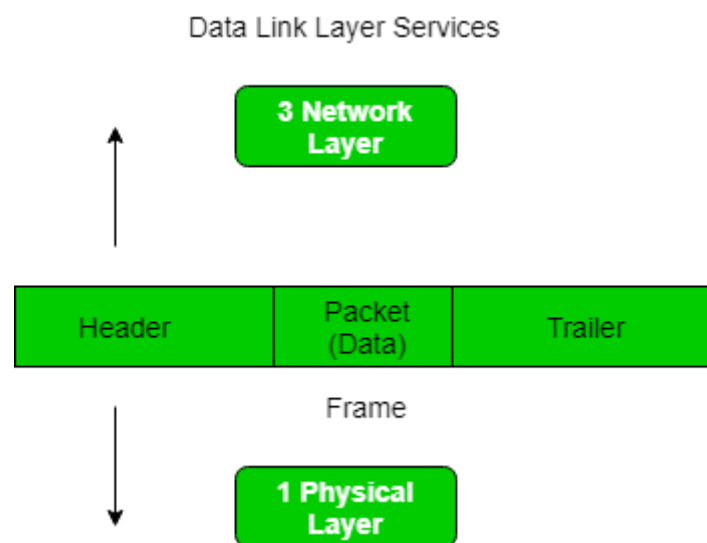 Data Link Layer Services
3 Network
Layer
Header
Packet
(Data)
Trailer
Frame
1 Physical
Layer